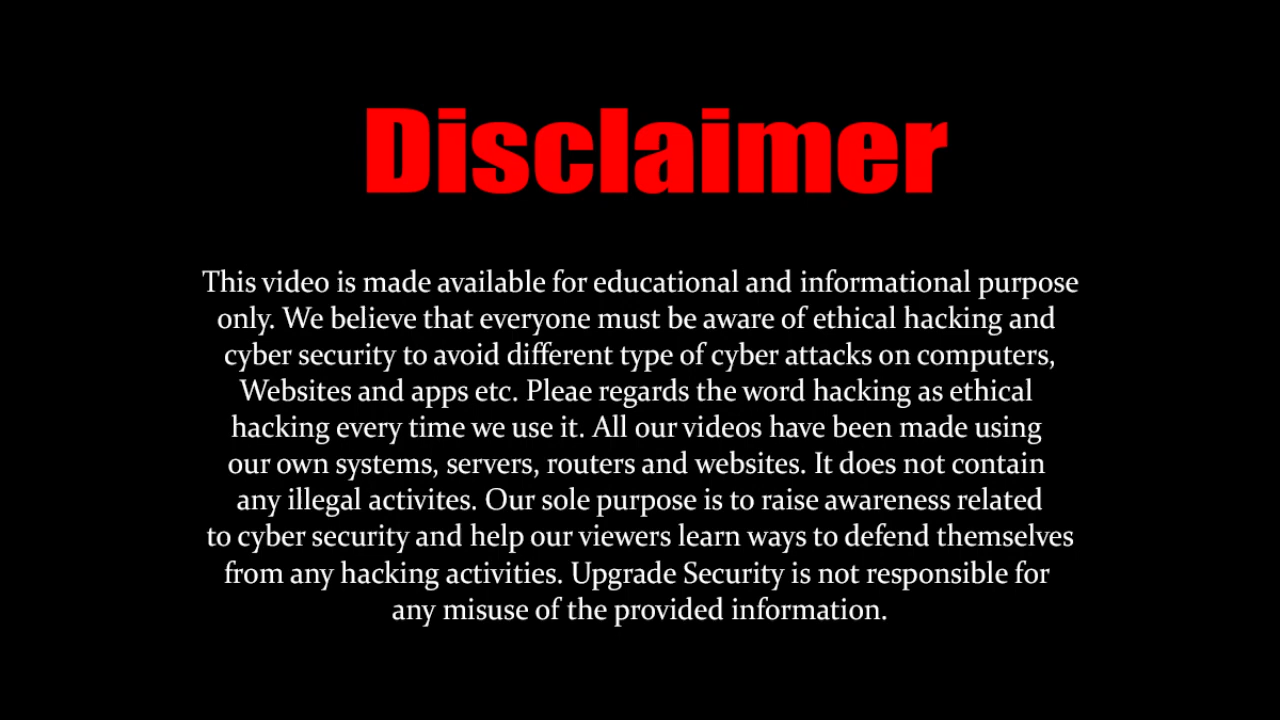 Disclaimer
This video is made available for educational and informational purpose
only. We believe that everyone must be aware of ethical hacking and
cyber security to avoid different type of cyber attacks on computers,
Websites and apps etc. Pleae regards the word hacking as ethical
hacking every time we use it. All our videos have been made using
our own systems, servers, routers and websites. It does not contain
any illegal activites. Our sole purpose is to raise awareness related
to cyber security and help our viewers learn ways to defend themselves
from any hacking activities. Upgrade Security is not responsible for
any misuse of the provided information.